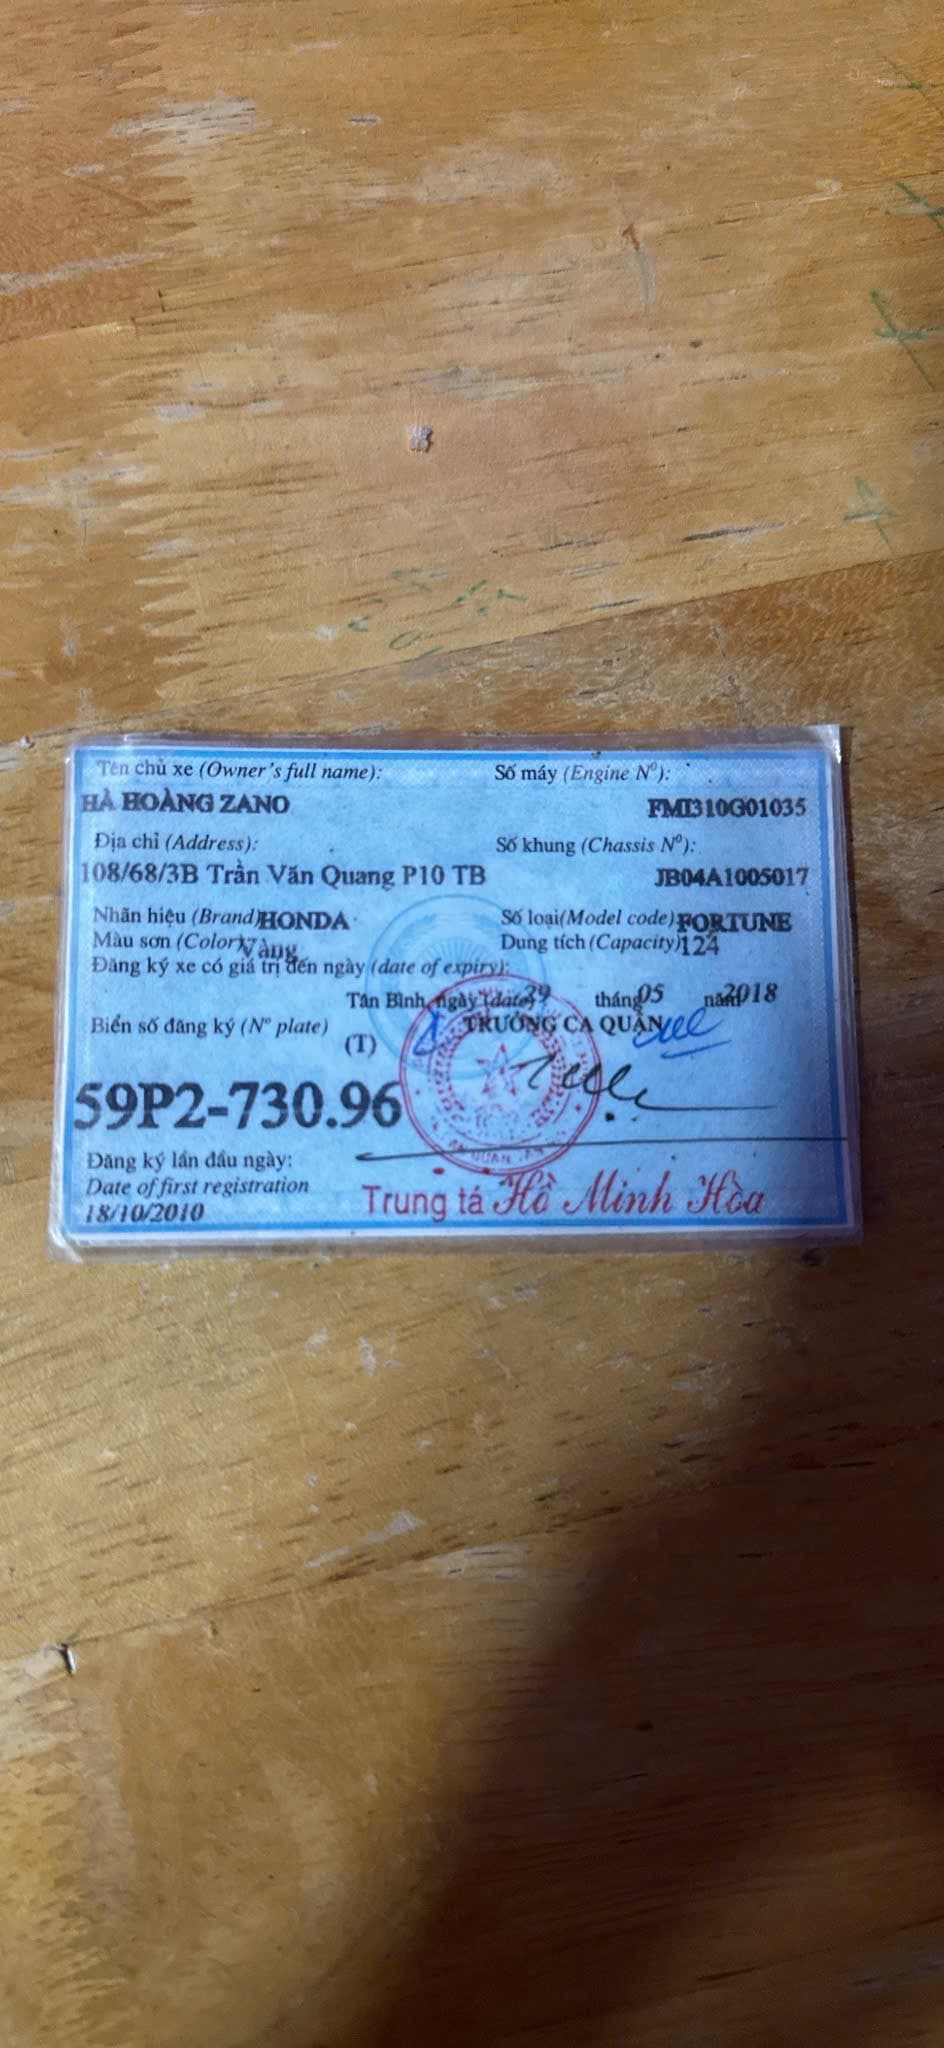 Tên chủ xe (Owner's full name): Số máy (Engine Nº):
HÀ HOÀNG ZANO FMI310G01035
Địa chỉ (Address): Số khung (Chassis Nº):
108/68/3B Trần Văn Quang P10 TB JB04A1005017
Nhãn hiệu (Brand) HONDA Số loại(Model code) FORTUNE
Màu sơn (Color) Vàng Dung tích (Capacity) 124
Đăng ký xe có giá trị đến ngày (date of expiry):
Tân Bình, ngày (date) 29 tháng 05 năm 2018
Biển số đăng ký (Nº plate) (T) TRƯỞNG CA QUẬN
59P2-730.96
Đăng ký lần đầu ngày:
Date of first registration
18/10/2010 Trung tá Hồ Minh Hòa